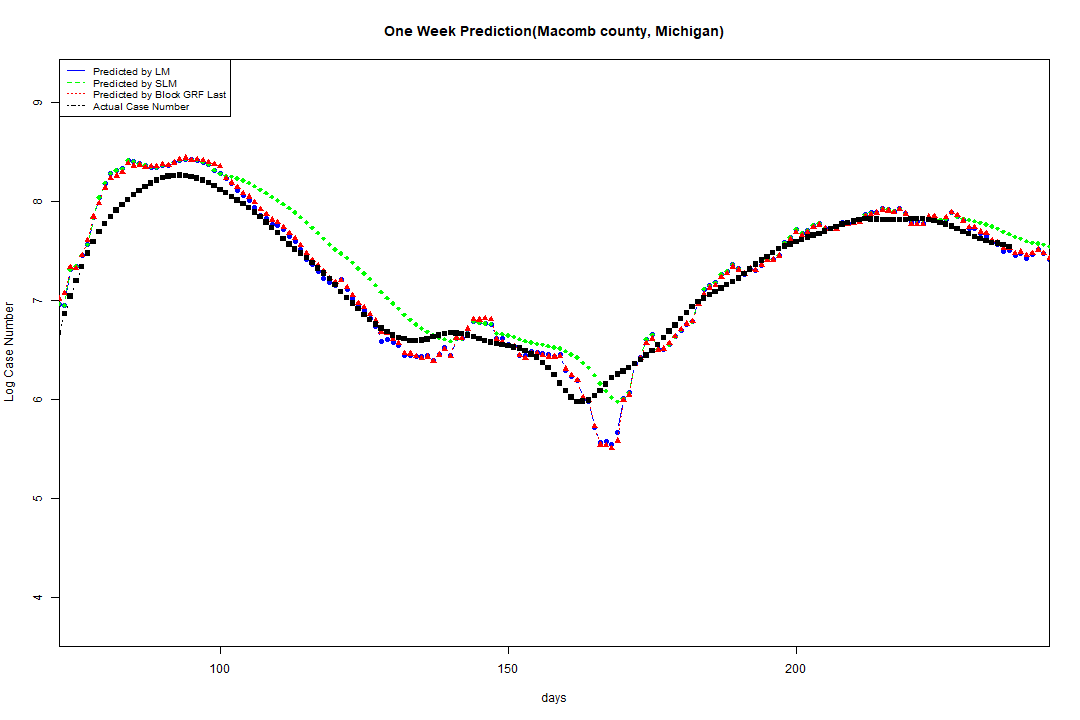 One Week Prediction(Macomb county, Michigan)
Predicted by LM
Predicted by SLM
Predicted by Block GRF Last
Actual Case Number
9
8
7
6
5
4
Log Case Number
100 150 200
days